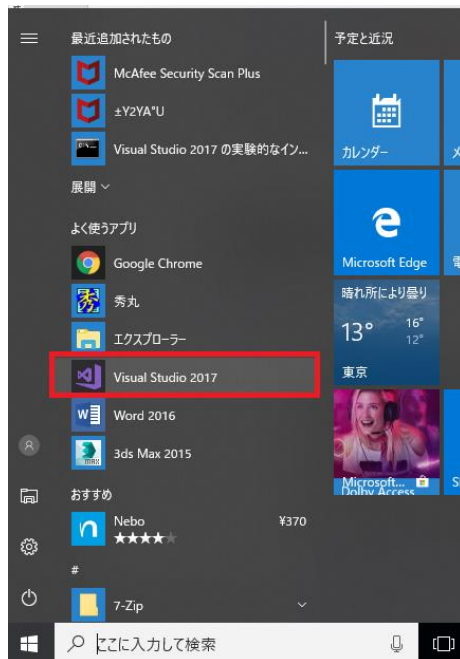 最近追加されたもの
McAfee Security Scan Plus
±Y2YA"U
Visual Studio 2017 の実験的なイン...
展開
よく使うアプリ
Google Chrome
秀丸
エクスプローラー
Visual Studio 2017
Word 2016
3ds Max 2015
おすすめ
Nebo
¥370
#
7-Zip
ここに入力して検索
予定と近況
カレンダー
Microsoft Edge
晴れ所により曇り
13°
16°
12°
東京
Microsoft...
Dolby Access